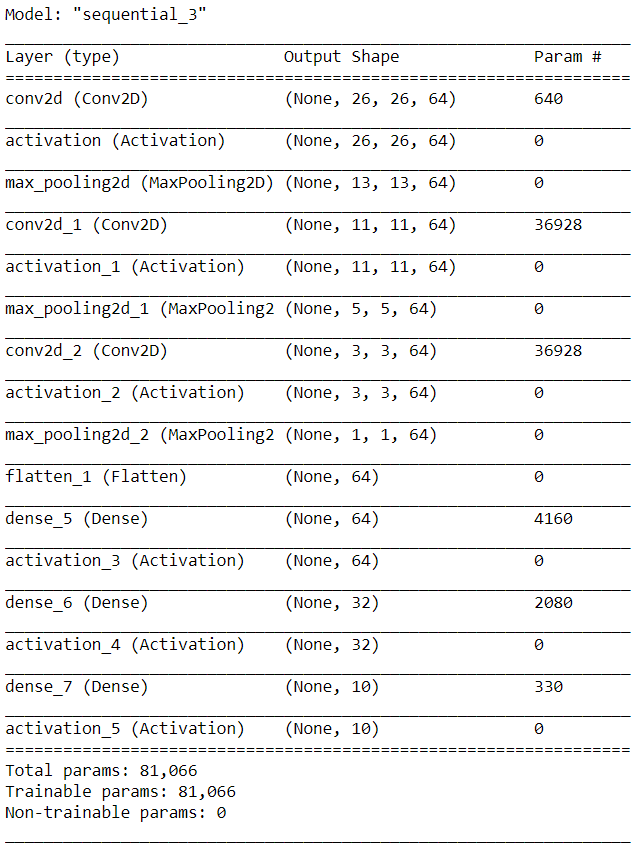 Model: "sequential_3"
_________________________________________________________________
Layer (type)                 Output Shape              Param #
=================================================================
conv2d (Conv2D)              (None, 26, 26, 64)        640
_________________________________________________________________
activation (Activation)      (None, 26, 26, 64)        0
_________________________________________________________________
max_pooling2d (MaxPooling2D) (None, 13, 13, 64)        0
_________________________________________________________________
conv2d_1 (Conv2D)            (None, 11, 11, 64)        36928
_________________________________________________________________
activation_1 (Activation)    (None, 11, 11, 64)        0
_________________________________________________________________
max_pooling2d_1 (MaxPooling2 (None, 5, 5, 64)          0
_________________________________________________________________
conv2d_2 (Conv2D)            (None, 3, 3, 64)          36928
_________________________________________________________________
activation_2 (Activation)    (None, 3, 3, 64)          0
_________________________________________________________________
max_pooling2d_2 (MaxPooling2 (None, 1, 1, 64)          0
_________________________________________________________________
flatten_1 (Flatten)          (None, 64)                0
_________________________________________________________________
dense_5 (Dense)              (None, 64)                4160
_________________________________________________________________
activation_3 (Activation)    (None, 64)                0
_________________________________________________________________
dense_6 (Dense)              (None, 32)                2080
_________________________________________________________________
activation_4 (Activation)    (None, 32)                0
_________________________________________________________________
dense_7 (Dense)              (None, 10)                330
_________________________________________________________________
activation_5 (Activation)    (None, 10)                0
=================================================================
Total params: 81,066
Trainable params: 81,066
Non-trainable params: 0
_________________________________________________________________